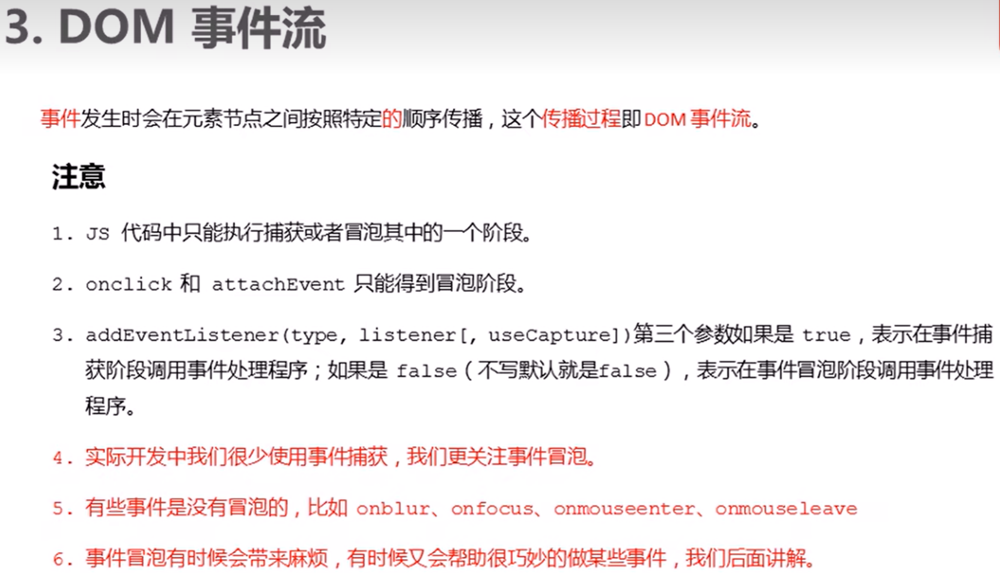 3. DOM 事件流
事件发生时会在元素节点之间按照特定的顺序传播，这个传播过程即DOM 事件流。
注意
1. JS 代码中只能执行捕获或者冒泡其中的一个阶段。
2. onclick 和 attachEvent 只能得到冒泡阶段。
3. addEventListener(type, listener[, useCapture])第三个参数如果是 true，表示在事件捕
获阶段调用事件处理程序；如果是 false（不写默认就是false），表示在事件冒泡阶段调用事件处理
程序。
4. 实际开发中我们很少使用事件捕获，我们更关注事件冒泡。
5. 有些事件是没有冒泡的，比如 onblur、onfocus、onmouseenter、onmouseleave
6. 事件冒泡有时候会带来麻烦，有时候又会帮助很巧妙的做某些事件，我们后面讲解。